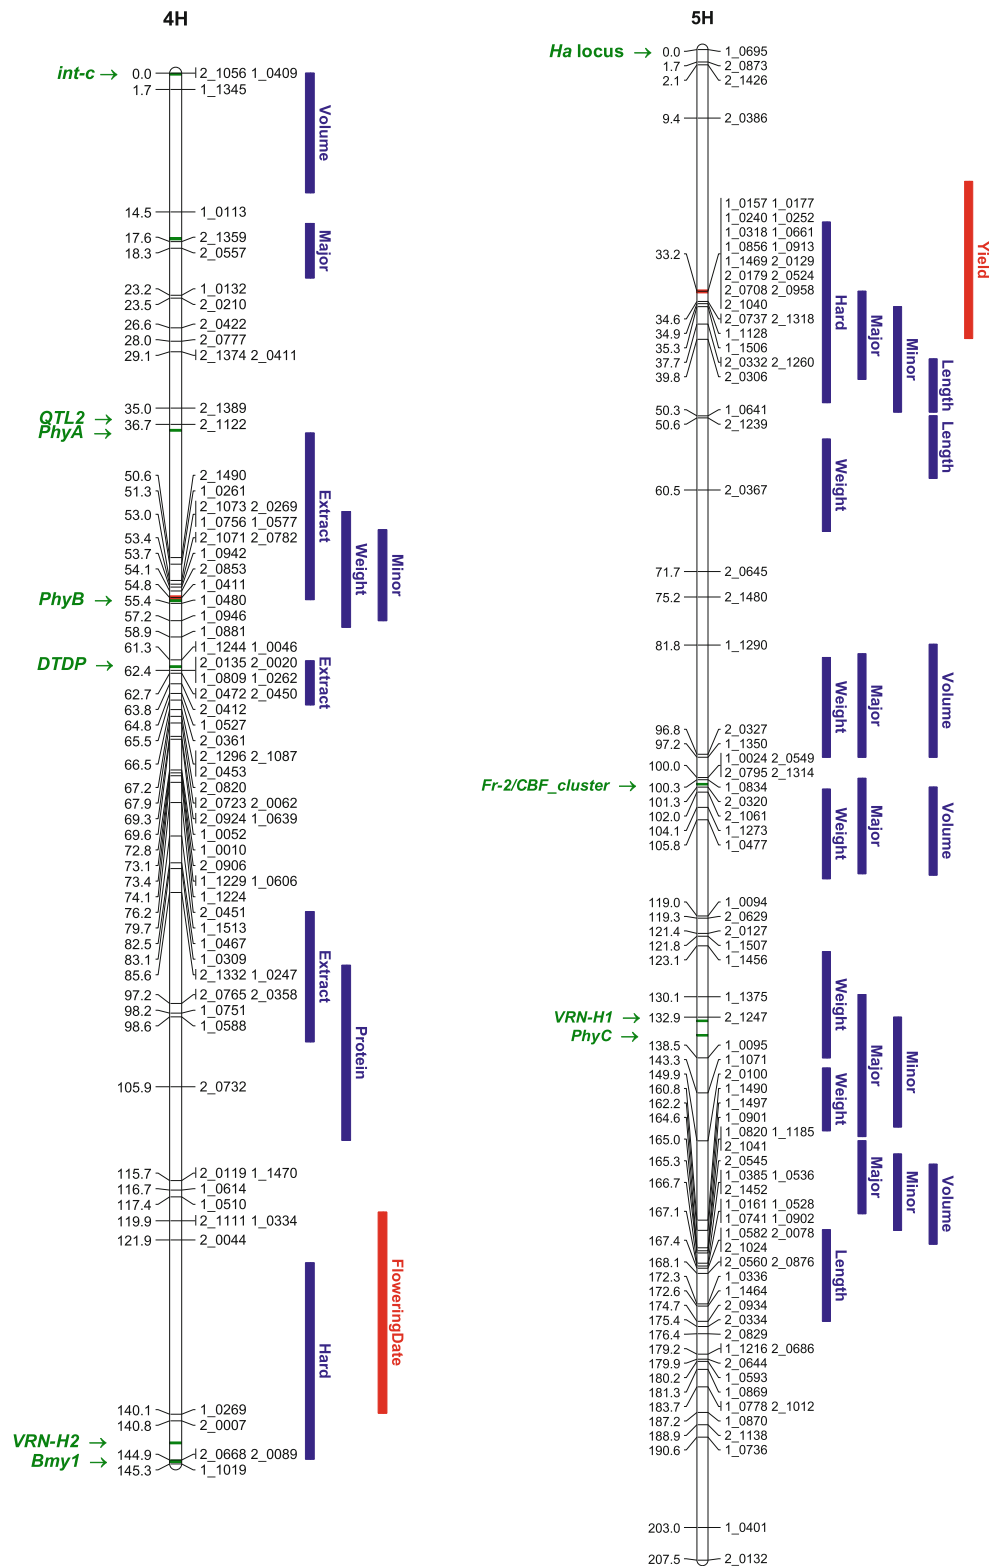 4H
int-c → 0.0 2_1056 1_0409
1.7 1_1345
Volume
14.5 1_0113
17.6 2_1359
18.3 2_0557
Major
23.2 1_0132
23.5 2_0210
26.6 2_0422
28.0 2_0777
29.1 2_1374 2_0411
35.0 2_1389
QTL2 →
36.7 2_1122
PhyA →
50.6 2_1490
51.3 1_0261
2_1073 2_0269
53.0 1_0756 1_0577
53.4 2_1071 2_0782
53.7 1_0942
54.1 2_0853
54.8 1_0411
PhyB → 55.4 1_0480
57.2 1_0946
58.9 1_0881
Extract
Weight
Minor
61.3 1_1244 1_0046
DTDP → 2_0135 2_0020
62.4 1_0809 1_0262
62.7 2_0472 2_0450
Extract
63.8 2_0412
64.8 1_0527
65.5 2_0361
2_1296 2_1087
66.5 2_0453
67.2 2_0820
67.9 2_0723 2_0062
69.3 2_0924 1_0639
69.6 1_0052
72.8 1_0010
73.1 2_0906
73.4 1_1229 1_0606
74.1 1_1224
76.2 2_0451
79.7 1_1513
82.5 1_0467
83.1 1_0309
85.6 2_1332 1_0247
97.2 2_0765 2_0358
98.2 1_0751
98.6 1_0588
Extract
Protein
105.9 2_0732
115.7 2_0119 1_1470
116.7 1_0614
117.4 1_0510
119.9 2_1111 1_0334
121.9 2_0044
FloweringDate
Hard
140.1 1_0269
140.8 2_0007
VRN-H2 →
144.9 2_0668 2_0089
Bmy1 →
145.3 1_1019
5H
Ha locus → 0.0 1_0695
1.7 2_0873
2.1 2_1426
9.4 2_0386
1_0157 1_0177
1_0240 1_0252
1_0318 1_0661
33.2 1_0856 1_0913
1_1469 2_0129
2_0179 2_0524
2_0708 2_0958
2_1040
34.6 2_0737 2_1318
34.9 1_1128
35.3 1_1506
37.7 2_0332 2_1260
39.8 2_0306
Yield
Hard
Major
Minor
Length
50.3 1_0641
50.6 2_1239
Length
Weight
60.5 2_0367
71.7 2_0645
75.2 2_1480
81.8 1_1290
Weight
Major
Volume
96.8 2_0327
97.2 1_1350
1_0024 2_0549
100.0 2_0795 2_1314
Fr-2/CBF_cluster → 100.3 1_0834
101.3 2_0320
102.0 2_1061
104.1 1_1273
105.8 1_0477
Weight
Major
Volume
119.0 1_0094
119.3 2_0629
121.4 2_0127
121.8 1_1507
123.1 1_1456
130.1 1_1375
VRN-H1 → 132.9 2_1247
PhyC →
Weight
Major
Minor
138.5 1_0095
143.3 1_1071
149.9 2_0100
160.8 1_1490
162.2 1_1497
164.6 1_0901
Weight
1_0820 1_1185
165.0 2_1041
165.3 2_0545
1_0385 1_0536
166.7 2_1452
1_0161 1_0528
167.1 1_0741 1_0902
Major
Minor
Volume
1_0582 2_0078
167.4 2_1024
168.1 2_0560 2_0876
172.3 1_0336
172.6 1_1464
174.7 2_0934
175.4 2_0334
Length
176.4 2_0829
179.2 1_1216 2_0686
179.9 2_0644
180.2 1_0593
181.3 1_0869
183.7 1_0778 2_1012
187.2 1_0870
188.9 2_1138
190.6 1_0736
203.0 1_0401
207.5 2_0132